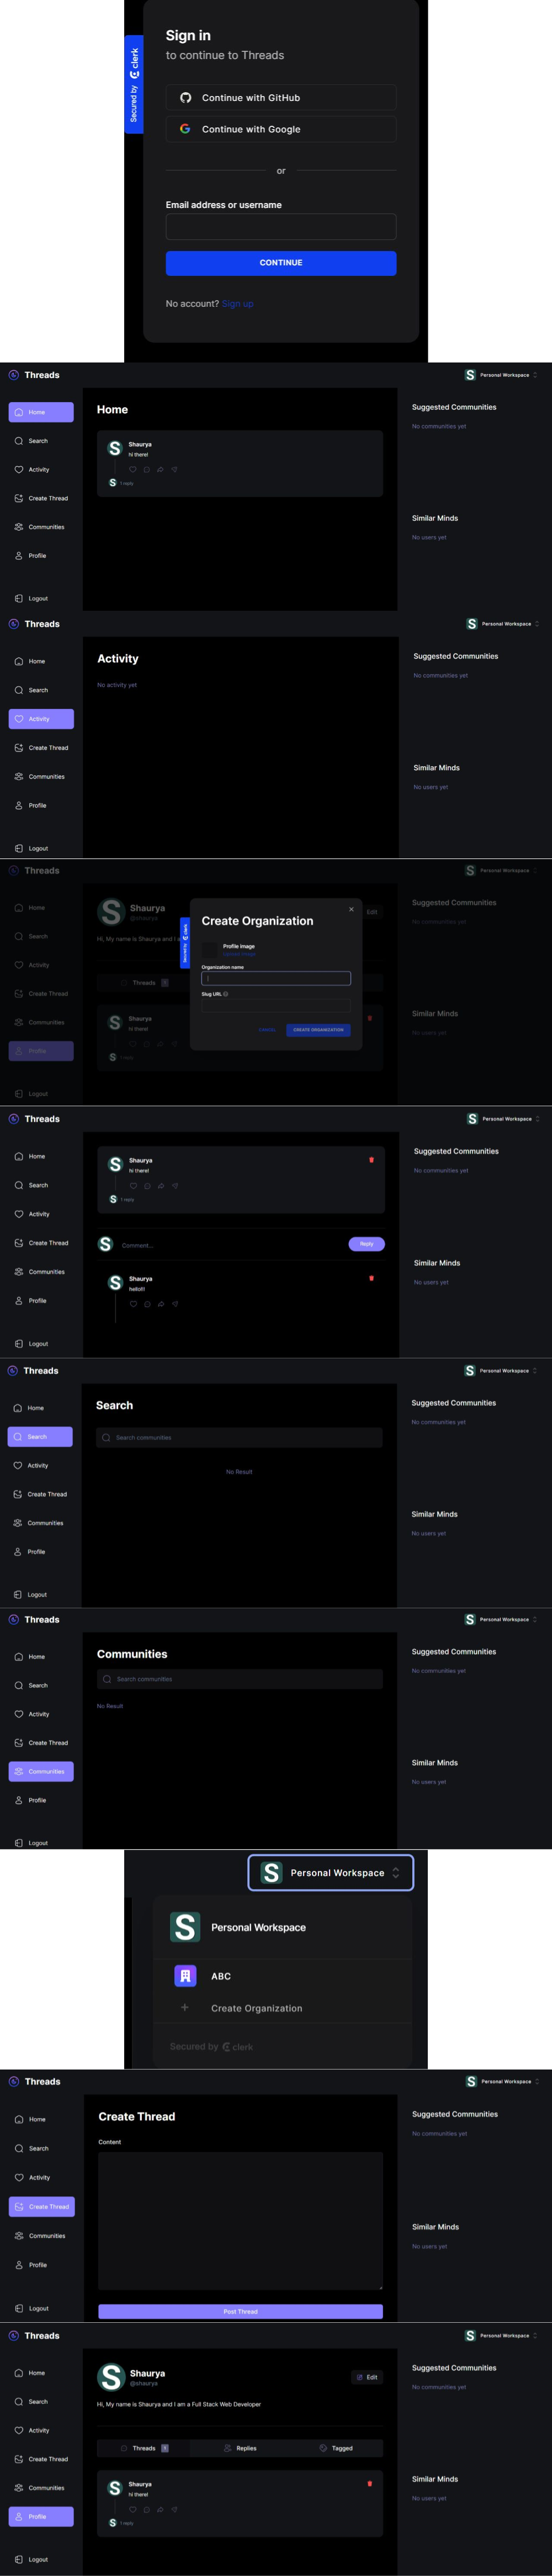 Sign in
to continue to Threads
Secured by clerk
Continue with GitHub
Continue with Google
or
Email address or username
CONTINUE
No account? Sign up
Threads
Personal Workspace
Home
Search
Activity
Create Thread
Communities
Profile
Logout
Home
Shaurya
hi there!
1 reply
Suggested Communities
No communities yet
Similar Minds
No users yet
Threads
Personal Workspace
Home
Search
Activity
Create Thread
Communities
Profile
Logout
Activity
No activity yet
Suggested Communities
No communities yet
Similar Minds
No users yet
Threads
Personal Workspace
Home
Search
Activity
Create Thread
Communities
Profile
Logout
Shaurya
@shaurya
Hi, My name is Shaurya and I a
Edit
Threads 1
Shaurya
hi there!
1 reply
Secured by clerk
Create Organization
Profile image
Upload image
Organization name
Slug URL
CANCEL
CREATE ORGANIZATION
Suggested Communities
No communities yet
Similar Minds
No users yet
Threads
Personal Workspace
Home
Search
Activity
Create Thread
Communities
Profile
Logout
Shaurya
hi there!
1 reply
Comment...
Reply
Shaurya
hello!!
Suggested Communities
No communities yet
Similar Minds
No users yet
Threads
Personal Workspace
Home
Search
Activity
Create Thread
Communities
Profile
Logout
Search
Search communities
No Result
Suggested Communities
No communities yet
Similar Minds
No users yet
Threads
Personal Workspace
Home
Search
Activity
Create Thread
Communities
Profile
Logout
Communities
Search communities
No Result
Suggested Communities
No communities yet
Similar Minds
No users yet
S Personal Workspace
S Personal Workspace
ABC
Create Organization
Secured by clerk
Threads
Personal Workspace
Home
Search
Activity
Create Thread
Communities
Profile
Logout
Create Thread
Content
Post Thread
Suggested Communities
No communities yet
Similar Minds
No users yet
Threads
Personal Workspace
Home
Search
Activity
Create Thread
Communities
Profile
Logout
Shaurya
@shaurya
Edit
Hi, My name is Shaurya and I am a Full Stack Web Developer
Threads 1
Replies
Tagged
Shaurya
hi there!
1 reply
Suggested Communities
No communities yet
Similar Minds
No users yet